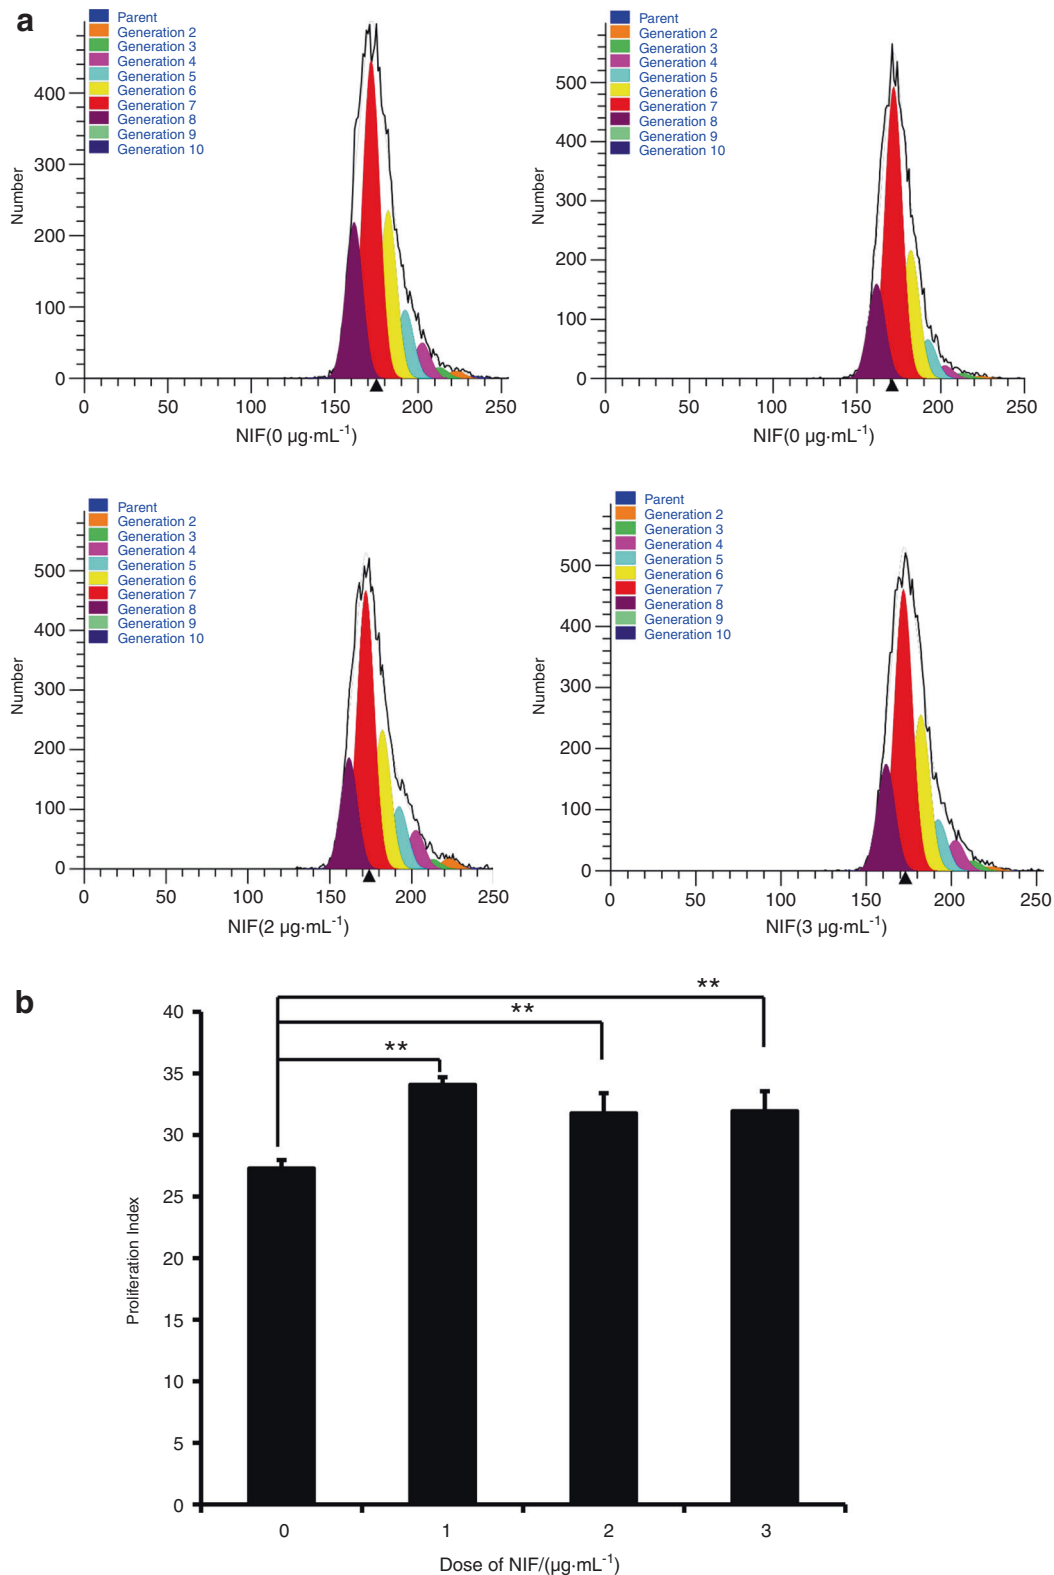 a
Parent
Generation 2
Generation 3
Generation 4
Generation 5
Generation 6
Generation 7
Generation 8
Generation 9
Generation 10
400
300
200
100
0
Number
0 50 100 150 200 250
NIF(0 µg·mL⁻¹)
Parent
Generation 2
Generation 3
Generation 4
Generation 5
Generation 6
Generation 7
Generation 8
Generation 9
Generation 10
500
400
300
200
100
0
Number
0 50 100 150 200 250
NIF(0 µg·mL⁻¹)
Parent
Generation 2
Generation 3
Generation 4
Generation 5
Generation 6
Generation 7
Generation 8
Generation 9
Generation 10
500
400
300
200
100
0
Number
0 50 100 150 200 250
NIF(2 µg·mL⁻¹)
Parent
Generation 2
Generation 3
Generation 4
Generation 5
Generation 6
Generation 7
Generation 8
Generation 9
Generation 10
500
400
300
200
100
0
Number
0 50 100 150 200 250
NIF(3 µg·mL⁻¹)
b
**
**
**
40
35
30
25
20
15
10
5
0
Proliferation Index
0 1 2 3
Dose of NIF/(µg·mL⁻¹)